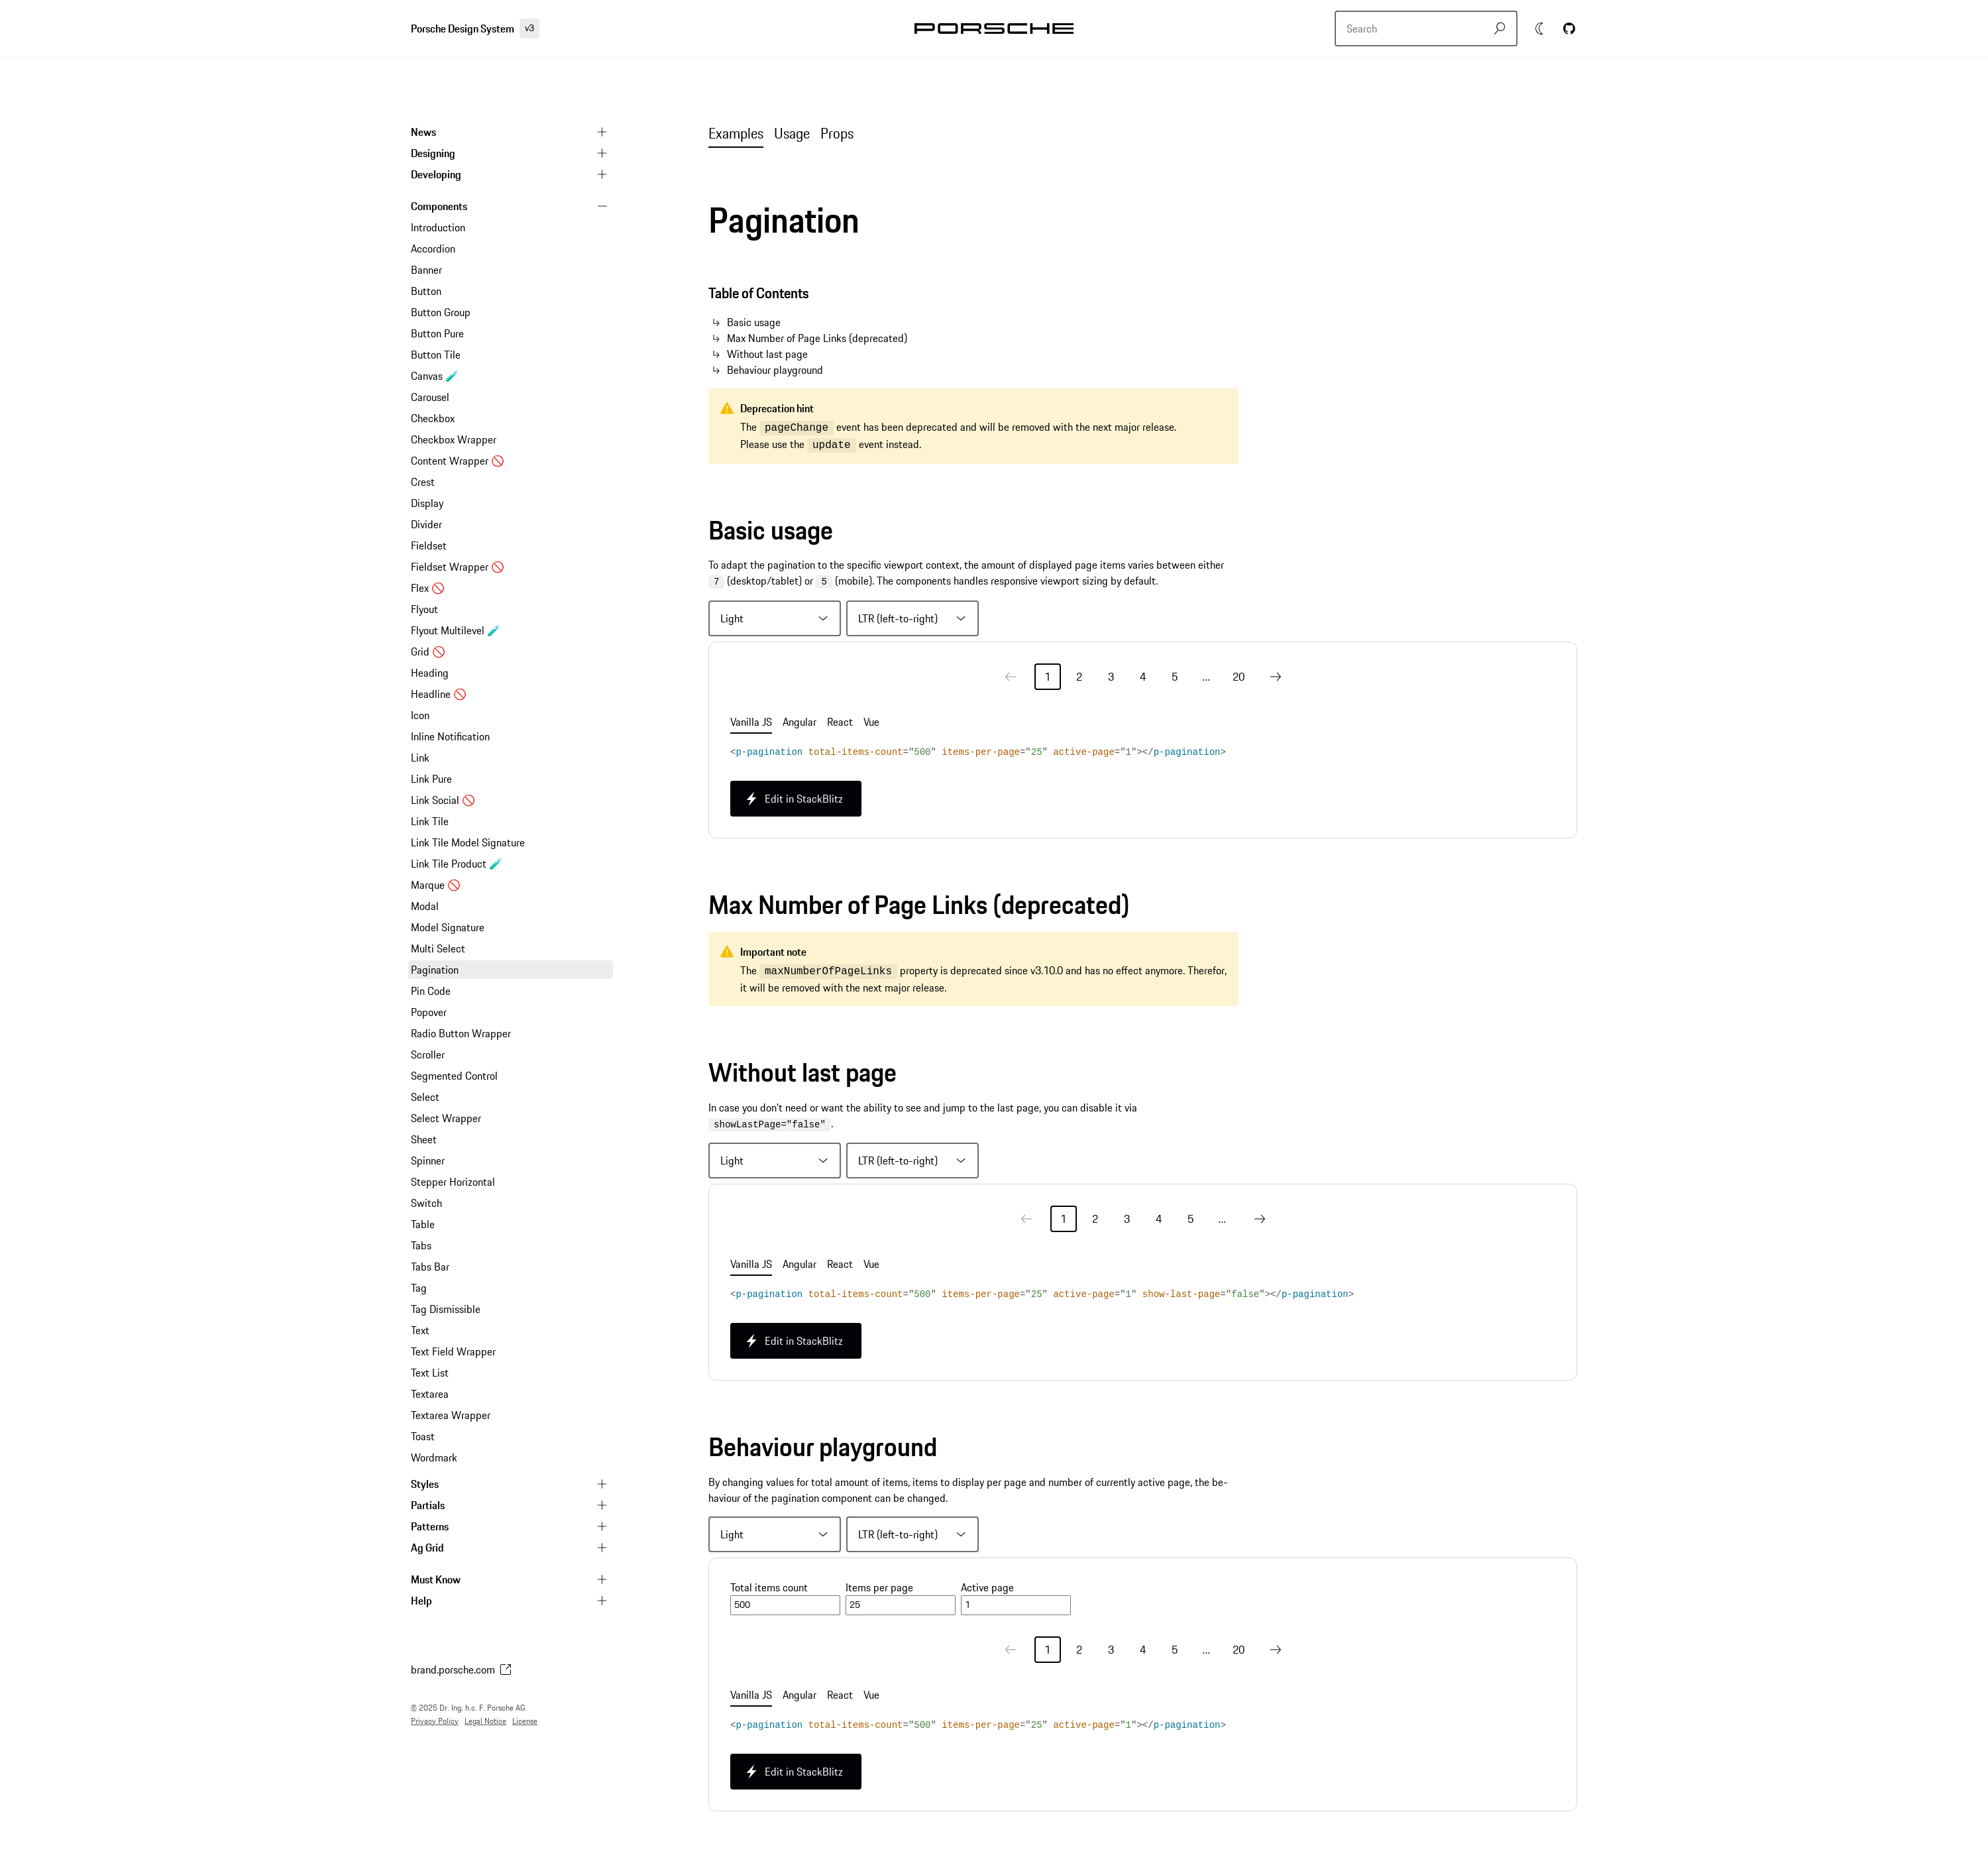 Porsche Design System v3
PORSCHE
Search
News
Designing
Developing
Components
Introduction
Accordion
Banner
Button
Button Group
Button Pure
Button Tile
Canvas 🧪
Carousel
Checkbox
Checkbox Wrapper
Content Wrapper 🚫
Crest
Display
Divider
Fieldset
Fieldset Wrapper 🚫
Flex 🚫
Flyout
Flyout Multilevel 🧪
Grid 🚫
Heading
Headline 🚫
Icon
Inline Notification
Link
Link Pure
Link Social 🚫
Link Tile
Link Tile Model Signature
Link Tile Product 🧪
Marque 🚫
Modal
Model Signature
Multi Select
Pagination
Pin Code
Popover
Radio Button Wrapper
Scroller
Segmented Control
Select
Select Wrapper
Sheet
Spinner
Stepper Horizontal
Switch
Table
Tabs
Tabs Bar
Tag
Tag Dismissible
Text
Text Field Wrapper
Text List
Textarea
Textarea Wrapper
Toast
Wordmark
Styles
Partials
Patterns
Ag Grid
Must Know
Help
brand.porsche.com
© 2025 Dr. Ing. h.c. F. Porsche AG.
Privacy Policy Legal Notice License
Examples Usage Props
Pagination
Table of Contents
Basic usage
Max Number of Page Links (deprecated)
Without last page
Behaviour playground
Deprecation hint
The pageChange event has been deprecated and will be removed with the next major release.
Please use the update event instead.
Basic usage
To adapt the pagination to the specific viewport context, the amount of displayed page items varies between either
7 (desktop/tablet) or 5 (mobile). The components handles responsive viewport sizing by default.
Light LTR (left-to-right)
1 2 3 4 5 ... 20
Vanilla JS Angular React Vue
<p-pagination total-items-count="500" items-per-page="25" active-page="1"></p-pagination>
Edit in StackBlitz
Max Number of Page Links (deprecated)
Important note
The maxNumberOfPageLinks property is deprecated since v3.10.0 and has no effect anymore. Therefor,
it will be removed with the next major release.
Without last page
In case you don't need or want the ability to see and jump to the last page, you can disable it via
showLastPage="false" .
Light LTR (left-to-right)
1 2 3 4 5 ...
Vanilla JS Angular React Vue
<p-pagination total-items-count="500" items-per-page="25" active-page="1" show-last-page="false"></p-pagination>
Edit in StackBlitz
Behaviour playground
By changing values for total amount of items, items to display per page and number of currently active page, the be-
haviour of the pagination component can be changed.
Light LTR (left-to-right)
Total items count Items per page Active page
500 25 1
1 2 3 4 5 ... 20
Vanilla JS Angular React Vue
<p-pagination total-items-count="500" items-per-page="25" active-page="1"></p-pagination>
Edit in StackBlitz